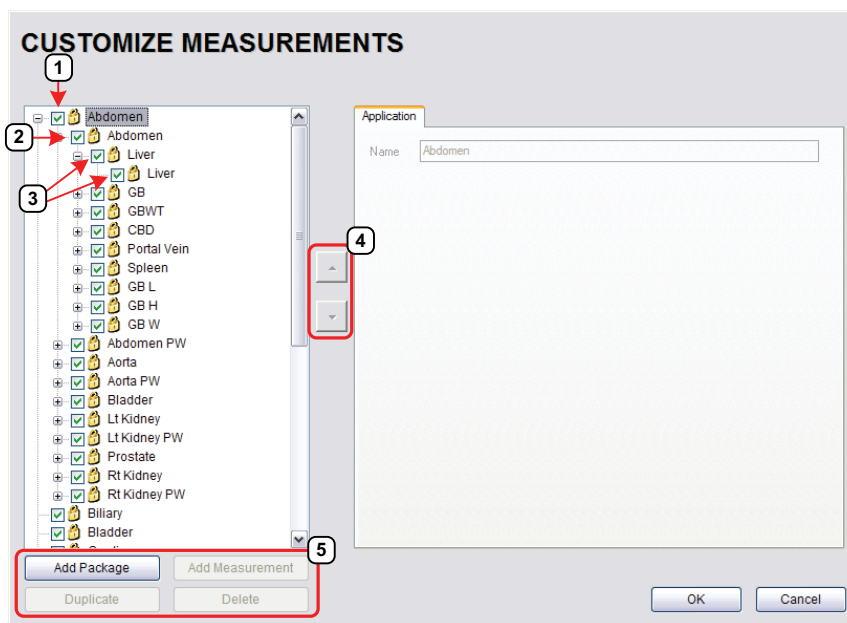 CUSTOMIZE MEASUREMENTS
1
Abdomen
2
Abdomen
Liver
Liver
3
GB
GBWT
CBD
Portal Vein
Spleen
GB L
GB H
GB W
Abdomen PW
Aorta
Aorta PW
Bladder
Lt Kidney
Lt Kidney PW
Prostate
Rt Kidney
Rt Kidney PW
Biliary
Bladder
4
Application
Name Abdomen
5
Add Package Add Measurement
Duplicate Delete
OK Cancel